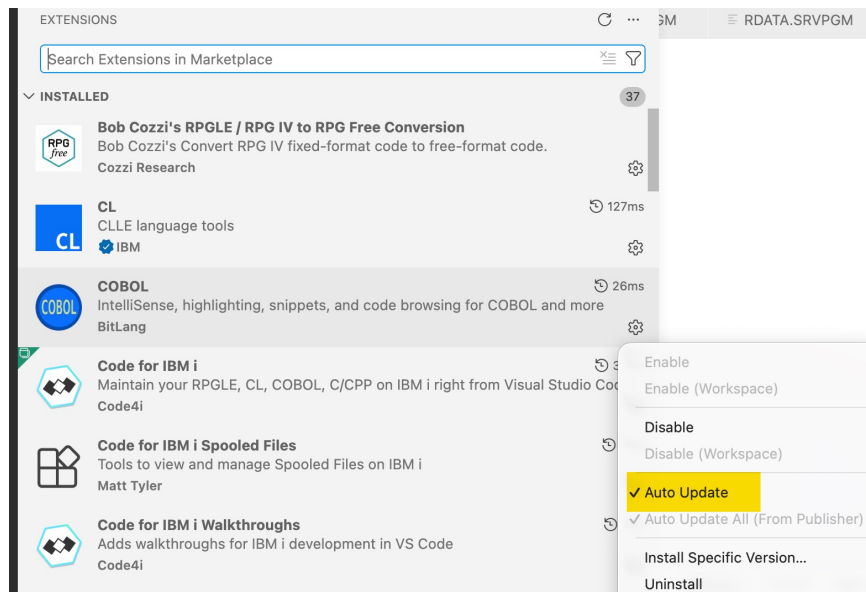 EXTENSIONS
GM
RDATA.SRVPGM
Search Extensions in Marketplace
INSTALLED
37
RPG
free
Bob Cozzi's RPGLE / RPG IV to RPG Free Conversion
Bob Cozzi's Convert RPG IV fixed-format code to free-format code.
Cozzi Research
CL
CL
127ms
CLLE language tools
IBM
COBOL
COBOL
26ms
IntelliSense, highlighting, snippets, and code browsing for COBOL and more
BitLang
Code for IBM i
3
Maintain your RPGLE, CL, COBOL, C/CPP on IBM i right from Visual Studio Co
Code4i
Code for IBM i Spooled Files
Tools to view and manage Spooled Files on IBM i
Matt Tyler
Code for IBM i Walkthroughs
Adds walkthroughs for IBM i development in VS Code
Code4i
Enable
Enable (Workspace)
Disable
Disable (Workspace)
✓ Auto Update
✓ Auto Update All (From Publisher)
Install Specific Version...
Uninstall